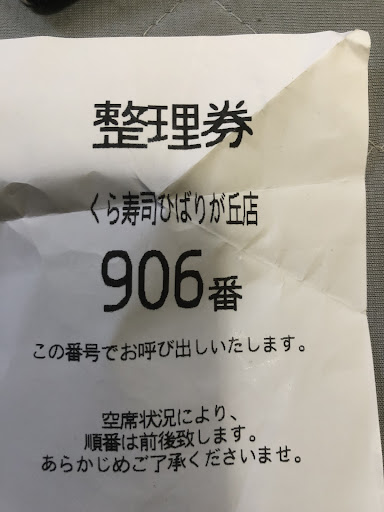 整理券
くら寿司ひばりが丘店
906番
この番号でお呼び出しいたします。
空席状況により、
順番は前後致します。
あらかじめご了承くださいませ。